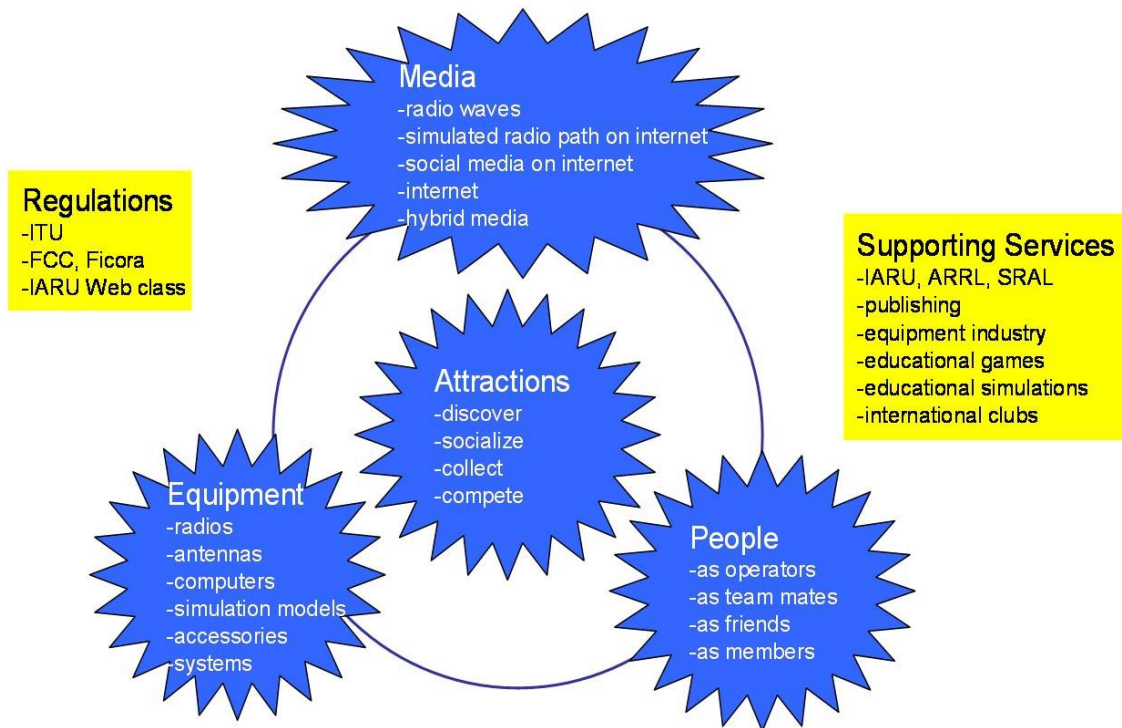 Media
-radio waves
-simulated radio path on internet
-social media on internet
-internet
-hybrid media
Regulations
-ITU
-FCC, Ficora
-IARU Web class
Supporting Services
-IARU, ARRL, SRAL
-publishing
-equipment industry
-educational games
-educational simulations
-international clubs
Attractions
-discover
-socialize
-collect
-compete
Equipment
-radios
-antennas
-computers
-simulation models
-accessories
-systems
People
-as operators
-as team mates
-as friends
-as members